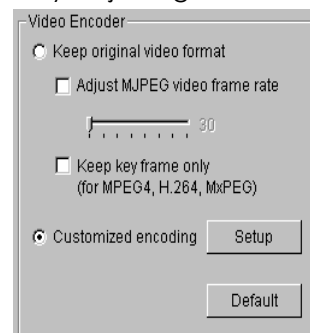 Video Encoder
Keep original video format
Adjust MJPEG video frame rate
30
Keep key frame only
(for MPEG4, H.264, MxPEG)
Customized encoding Setup
Default